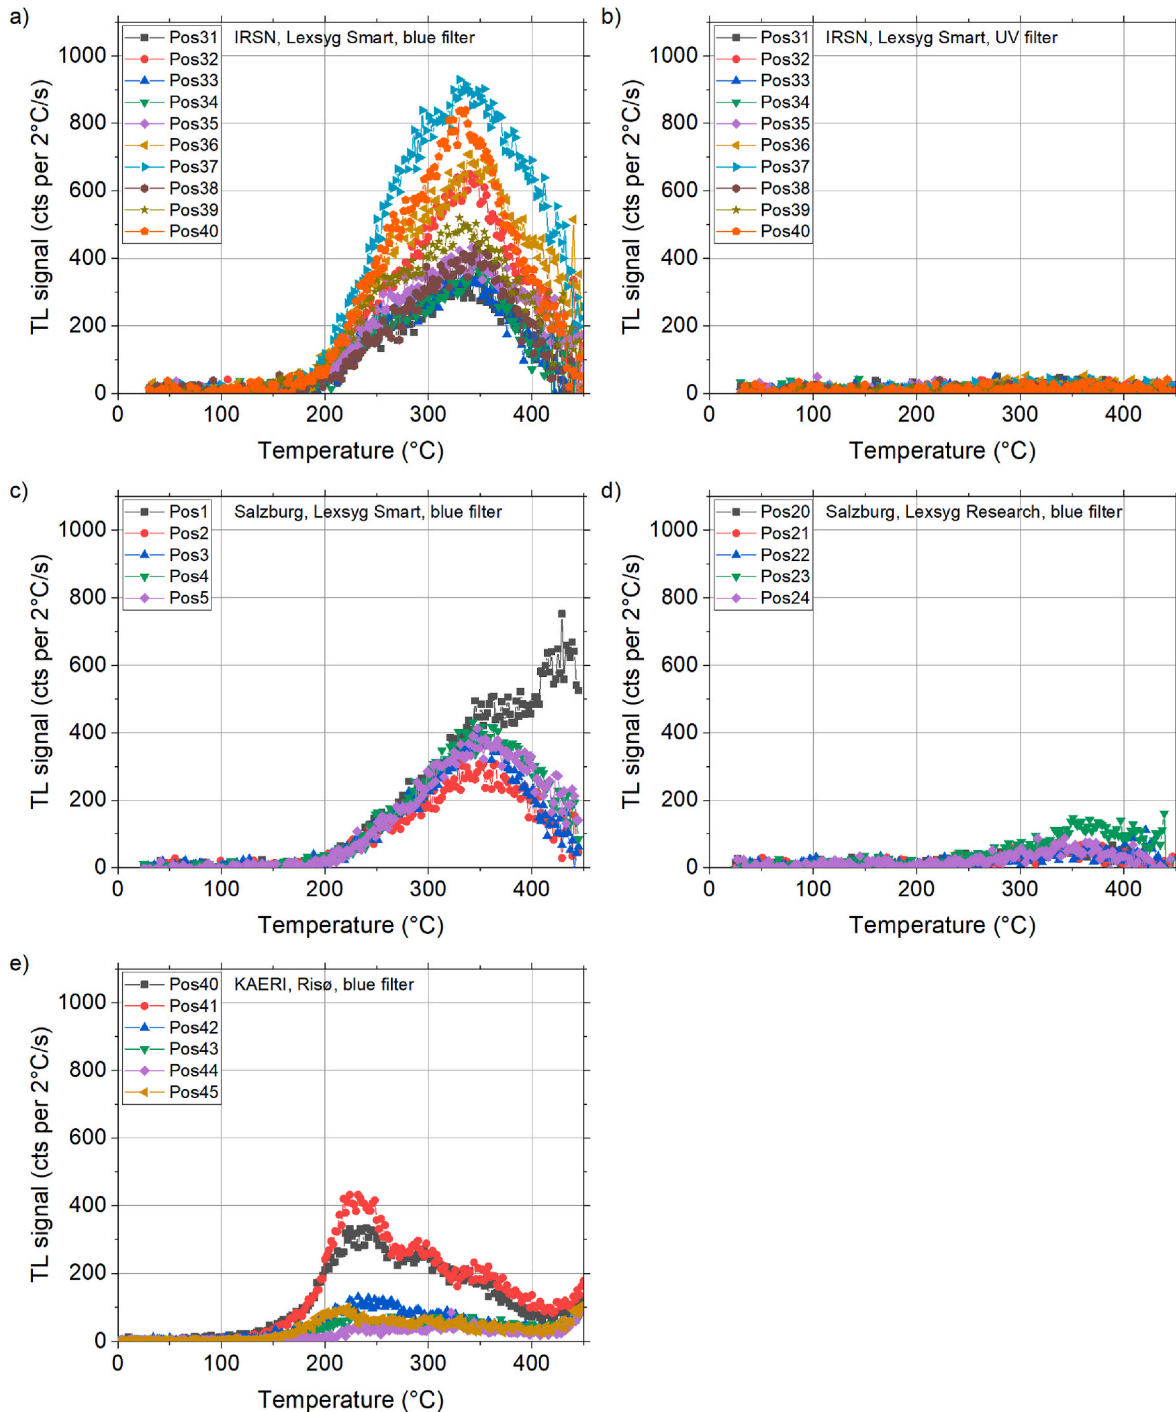 a)
IRSN, Lexsyg Smart, blue filter
Pos31
Pos32
Pos33
Pos34
Pos35
Pos36
Pos37
Pos38
Pos39
Pos40
TL signal (cts per 2°C/s)
1000
800
600
400
200
0
0 100 200 300 400
Temperature (°C)
b)
IRSN, Lexsyg Smart, UV filter
Pos31
Pos32
Pos33
Pos34
Pos35
Pos36
Pos37
Pos38
Pos39
Pos40
TL signal (cts per 2°C/s)
1000
800
600
400
200
0
0 100 200 300 400
Temperature (°C)
c)
Salzburg, Lexsyg Smart, blue filter
Pos1
Pos2
Pos3
Pos4
Pos5
TL signal (cts per 2°C/s)
1000
800
600
400
200
0
0 100 200 300 400
Temperature (°C)
d)
Salzburg, Lexsyg Research, blue filter
Pos20
Pos21
Pos22
Pos23
Pos24
TL signal (cts per 2°C/s)
1000
800
600
400
200
0
0 100 200 300 400
Temperature (°C)
e)
KAERI, Risø, blue filter
Pos40
Pos41
Pos42
Pos43
Pos44
Pos45
TL signal (cts per 2°C/s)
1000
800
600
400
200
0
0 100 200 300 400
Temperature (°C)